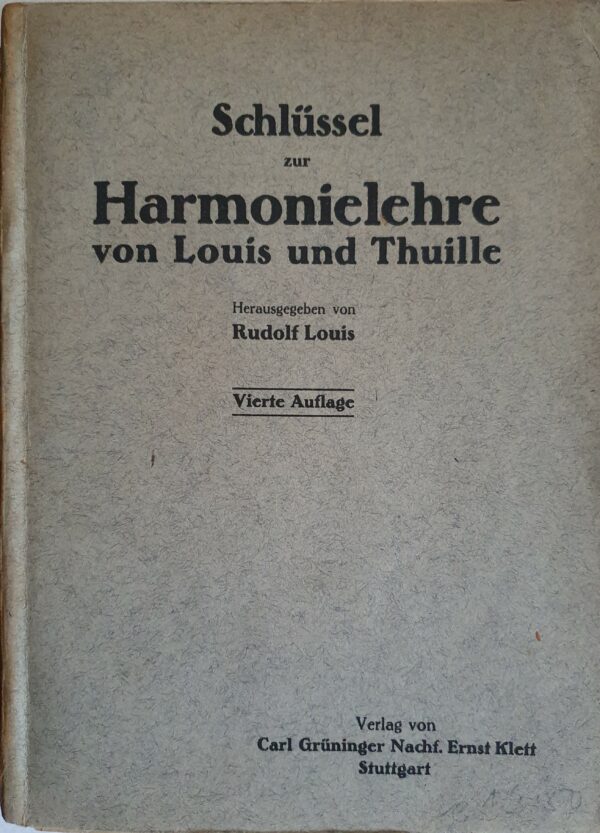 Schlüssel
zur
Harmonielehre
von Louis und Thuille
Herausgegeben von
Rudolf Louis
Vierte Auflage
Verlag von
Carl Grüninger Nachf. Ernst Klett
Stuttgart